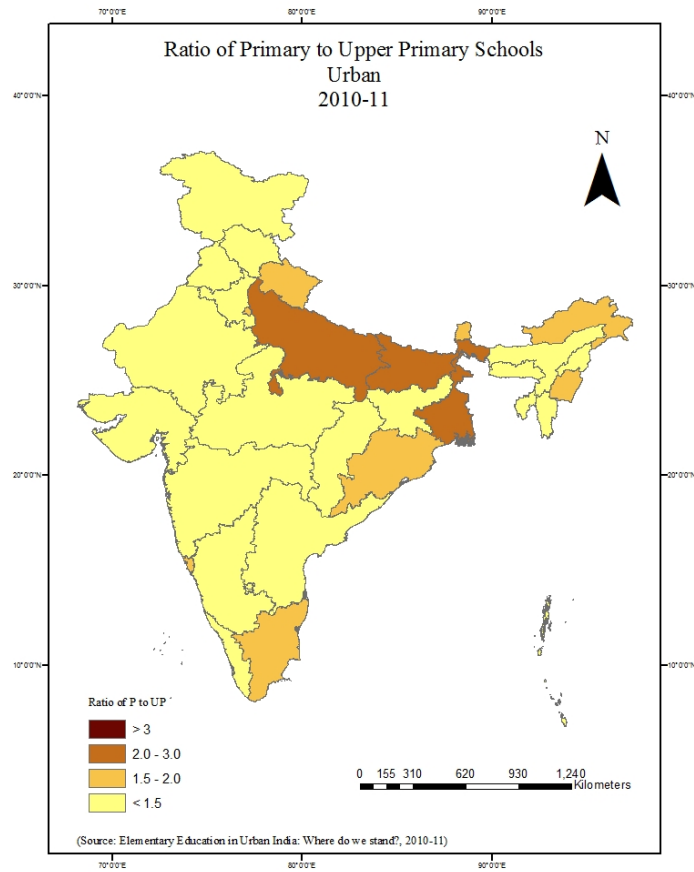 70°0'0"E 80°0'0"E 90°0'0"E
Ratio of Primary to Upper Primary Schools
Urban
2010-11
40°0'0"N 40°0'0"N
N
30°0'0"N 30°0'0"N
20°0'0"N 20°0'0"N
10°0'0"N 10°0'0"N
Ratio of P to UP
> 3
2.0 - 3.0
1.5 - 2.0
< 1.5
0 155 310 620 930 1,240
Kilometers
(Source: Elementary Education in Urban India: Where do we stand?, 2010-11)
70°0'0"E 80°0'0"E 90°0'0"E